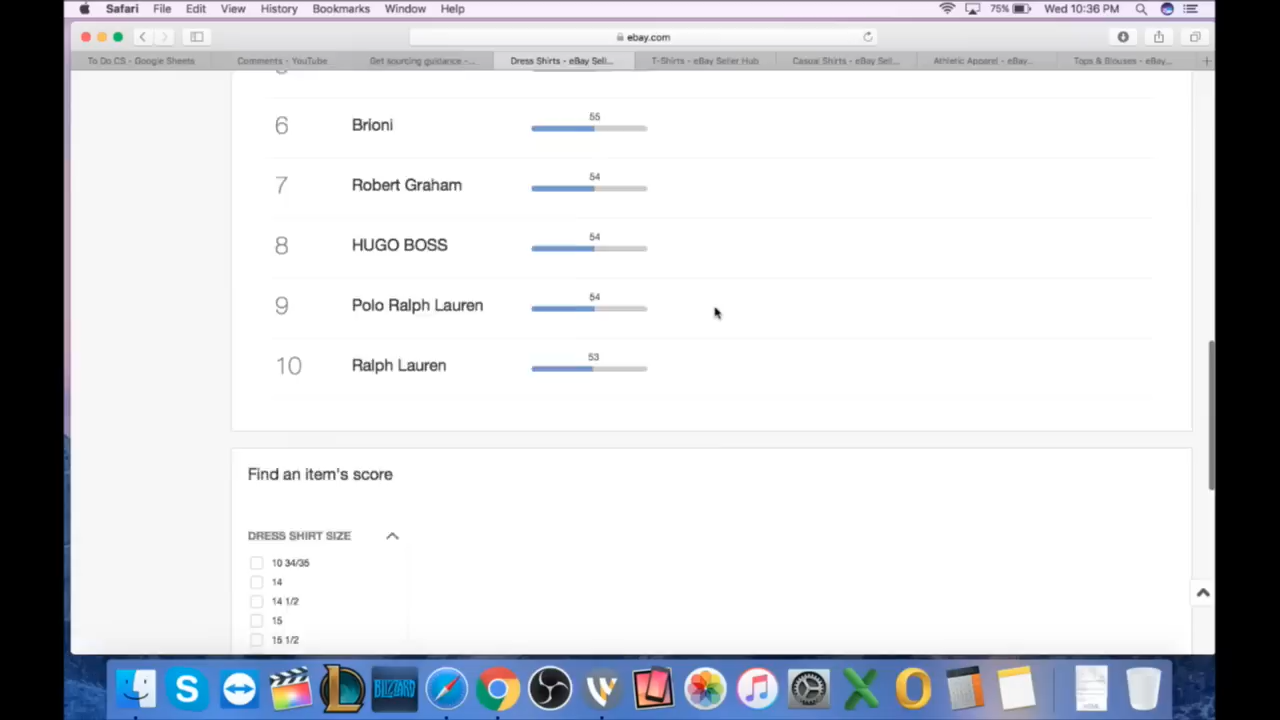 Safari File Edit View History Bookmarks Window Help 75% Wed 10:36 PM
ebay.com
To Do CS - Google Sheets Comments - YouTube Get sourcing guidance -... Dress Shirts - eBay Sell... T-Shirts - eBay Seller Hub Casual Shirts - eBay Sell... Athletic Apparel - eBay... Tops & Blouses - eBay...
6 Brioni 55
7 Robert Graham 54
8 HUGO BOSS 54
9 Polo Ralph Lauren 54
10 Ralph Lauren 53
Find an item's score
DRESS SHIRT SIZE
10 34/35
14
14 1/2
15
15 1/2